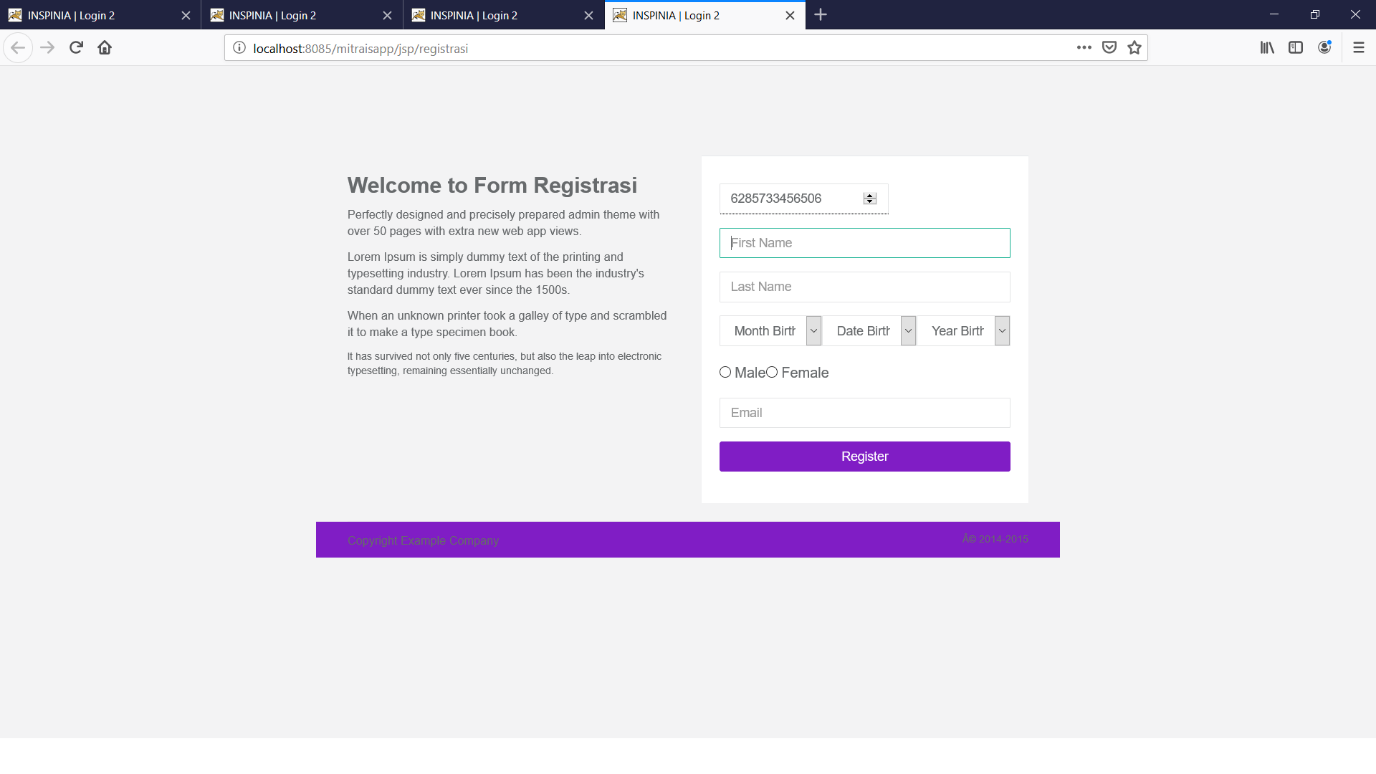 INSPINIA | Login 2
INSPINIA | Login 2
INSPINIA | Login 2
INSPINIA | Login 2
localhost:8085/mitraisapp/jsp/registrasi
Welcome to Form Registrasi
Perfectly designed and precisely prepared admin theme with
over 50 pages with extra new web app views.
Lorem Ipsum is simply dummy text of the printing and
typesetting industry. Lorem Ipsum has been the industry's
standard dummy text ever since the 1500s.
When an unknown printer took a galley of type and scrambled
it to make a type specimen book.
It has survived not only five centuries, but also the leap into electronic
typesetting, remaining essentially unchanged.
6285733456506
First Name
Last Name
Month Birth Date Birth Year Birth
Male Female
Email
Register
Copyright Example Company
Â© 2014-2015